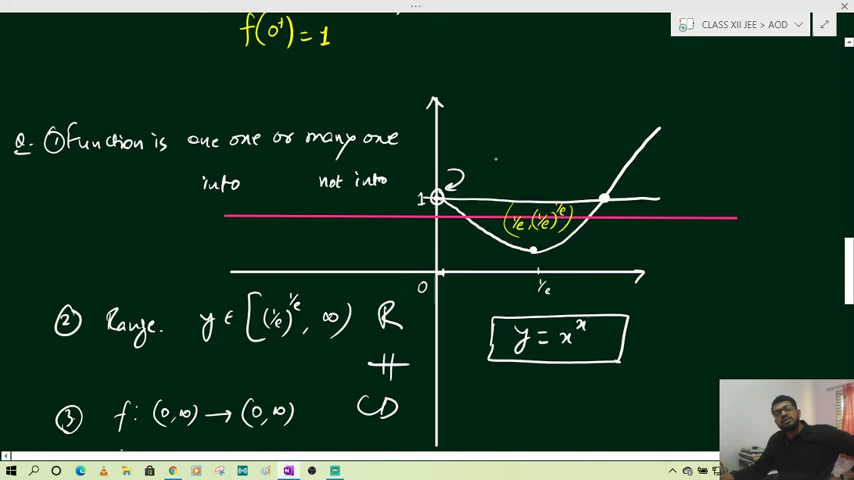 f(0⁺) = 1
CLASS XII JEE > AOD
Q. ① Function is one one or many one
into not into
1
(1/e, (1/e)^1/e)
0
1/e
② Range. y ∈ [(1/e)^1/e, ∞) R
y = x^x
③ f: (0,∞) → (0,∞) CD